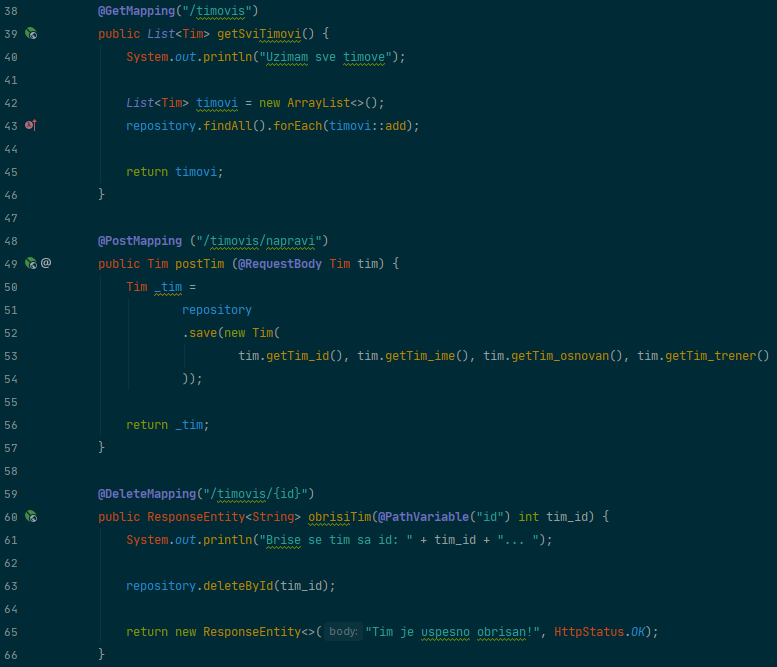 38 @GetMapping("/timovis")
39 public List<Tim> getSviTimovi() {
40 System.out.println("Uzimam sve timove");
41
42 List<Tim> timovi = new ArrayList<>();
43 repository.findAll().forEach(timovi::add);
44
45 return timovi;
46 }
47
48 @PostMapping ("/timovis/napravi")
49 @ public Tim postTim (@RequestBody Tim tim) {
50 Tim _tim =
51 repository
52 .save(new Tim(
53 tim.getTim_id(), tim.getTim_ime(), tim.getTim_osnovan(), tim.getTim_trener()
54 ));
55
56 return _tim;
57 }
58
59 @DeleteMapping("/timovis/{id}")
60 public ResponseEntity<String> obrisiTim(@PathVariable("id") int tim_id) {
61 System.out.println("Brise se tim sa id: " + tim_id + "... ");
62
63 repository.deleteById(tim_id);
64
65 return new ResponseEntity<>( body: "Tim je uspesno obrisan!", HttpStatus.OK);
66 }